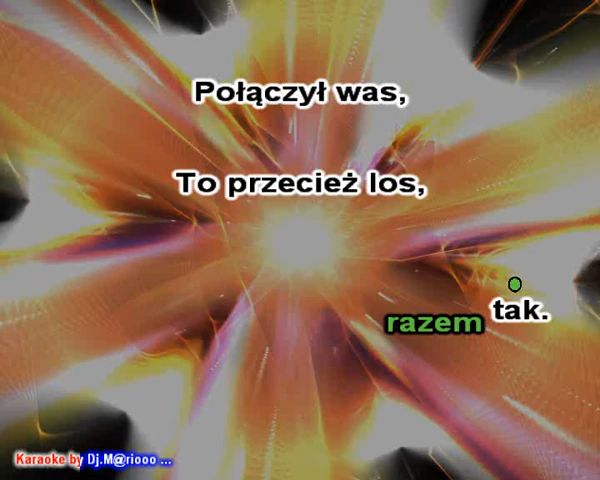 Połączył was,
To przecież los,
razem tak.
Karaoke by Dj.M@riooo ...